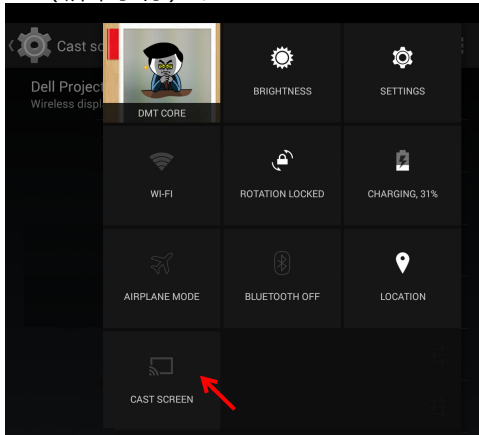 Cast sc
Dell Project
Wireless displ
DMT CORE
BRIGHTNESS
SETTINGS
WI-FI
ROTATION LOCKED
CHARGING, 31%
AIRPLANE MODE
BLUETOOTH OFF
LOCATION
CAST SCREEN